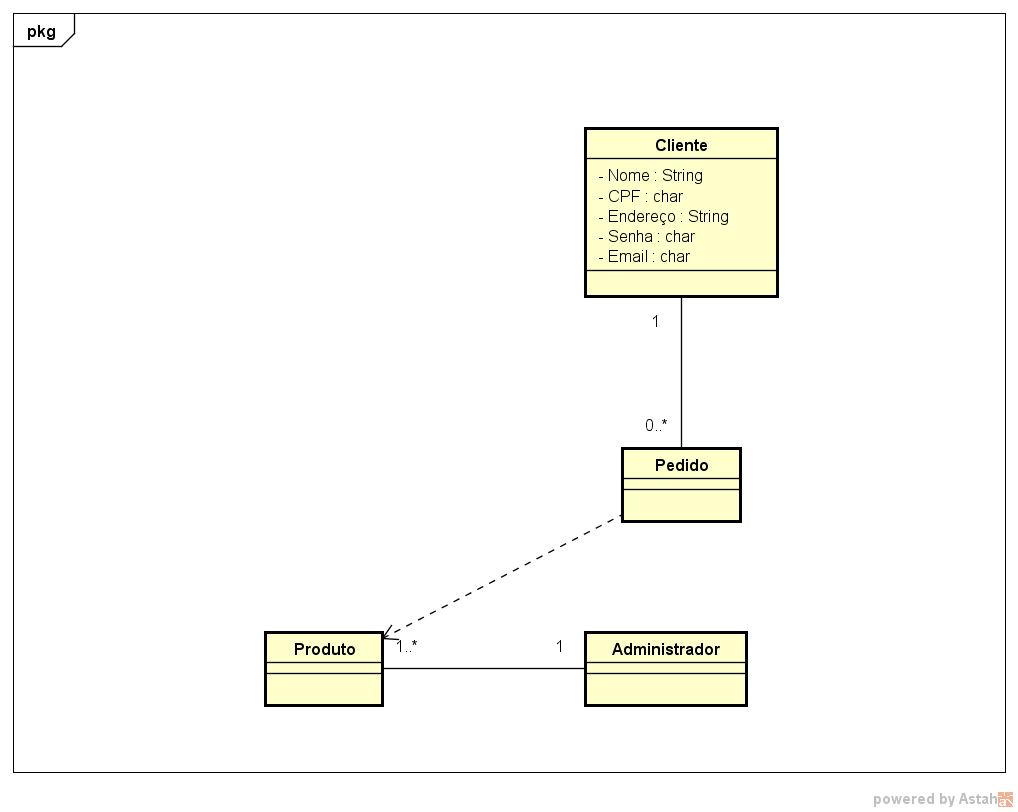 pkg
Cliente
- Nome : String
- CPF : char
- Endereço : String
- Senha : char
- Email : char
1
0..*
Pedido
Produto
1..*
1
Administrador
powered by Astah